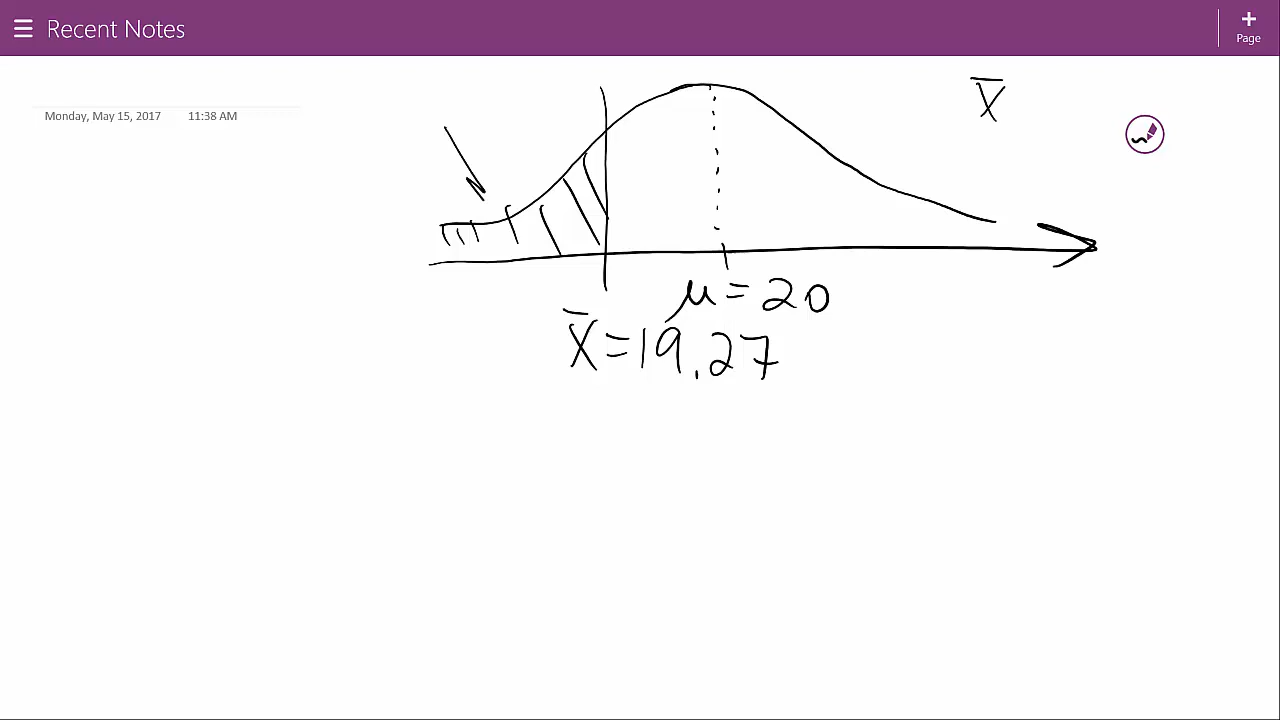 Recent Notes
+
Page
Monday, May 15, 2017 11:38 AM
X̅
μ = 20
X̅ = 19.27